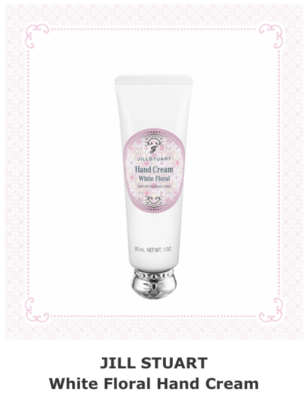 JILLSTUART
Hand Cream
White Floral
30mL NET WT. 1 OZ.
JILL STUART
White Floral Hand Cream